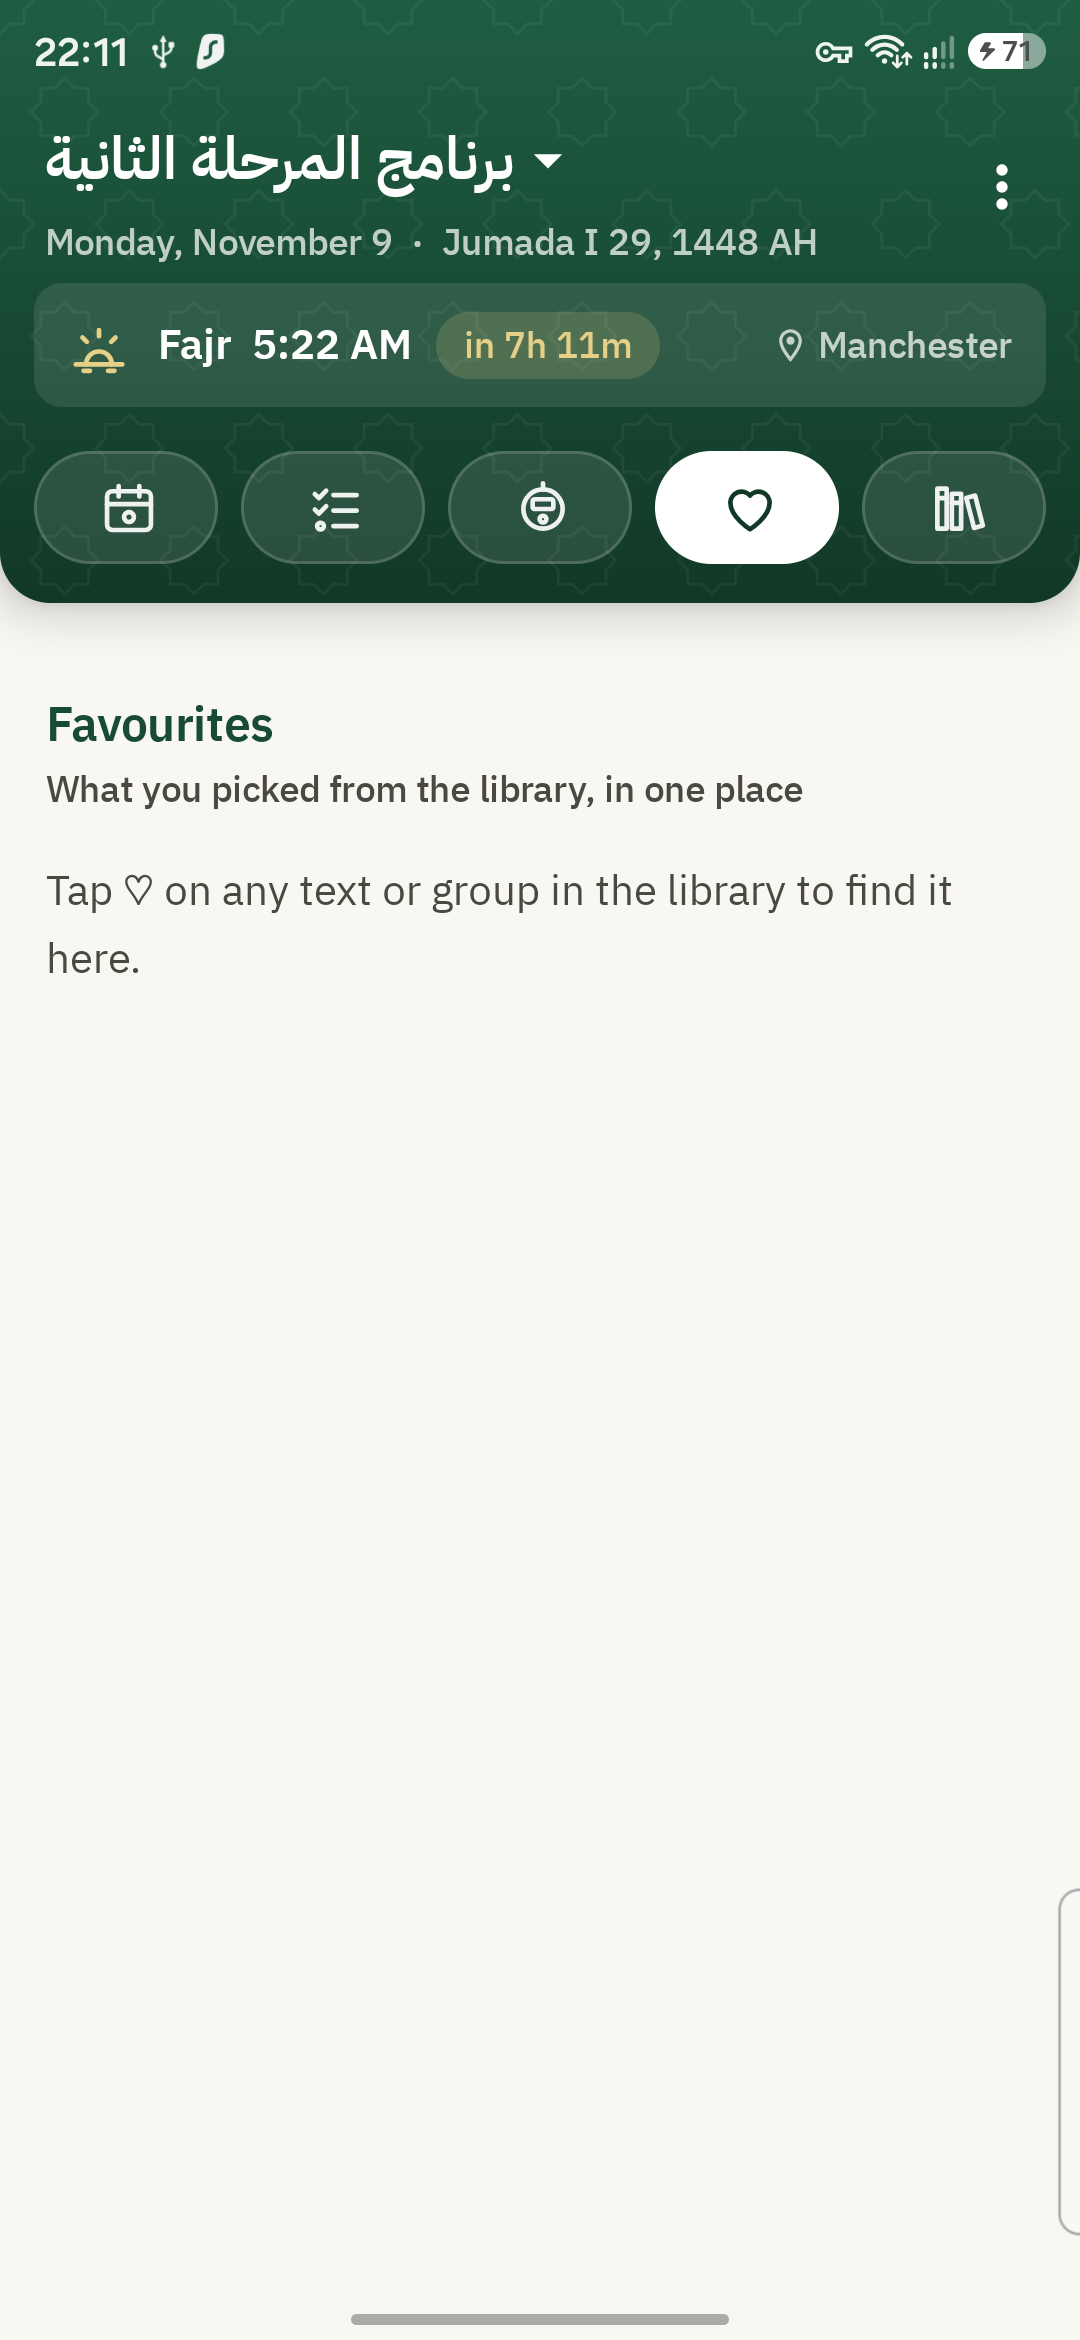 22:11
71
برنامج المرحلة الثانية
Monday, November 9 · Jumada I 29, 1448 AH
Fajr 5:22 AM in 7h 11m Manchester
Favourites
What you picked from the library, in one place
Tap ♡ on any text or group in the library to find it
here.